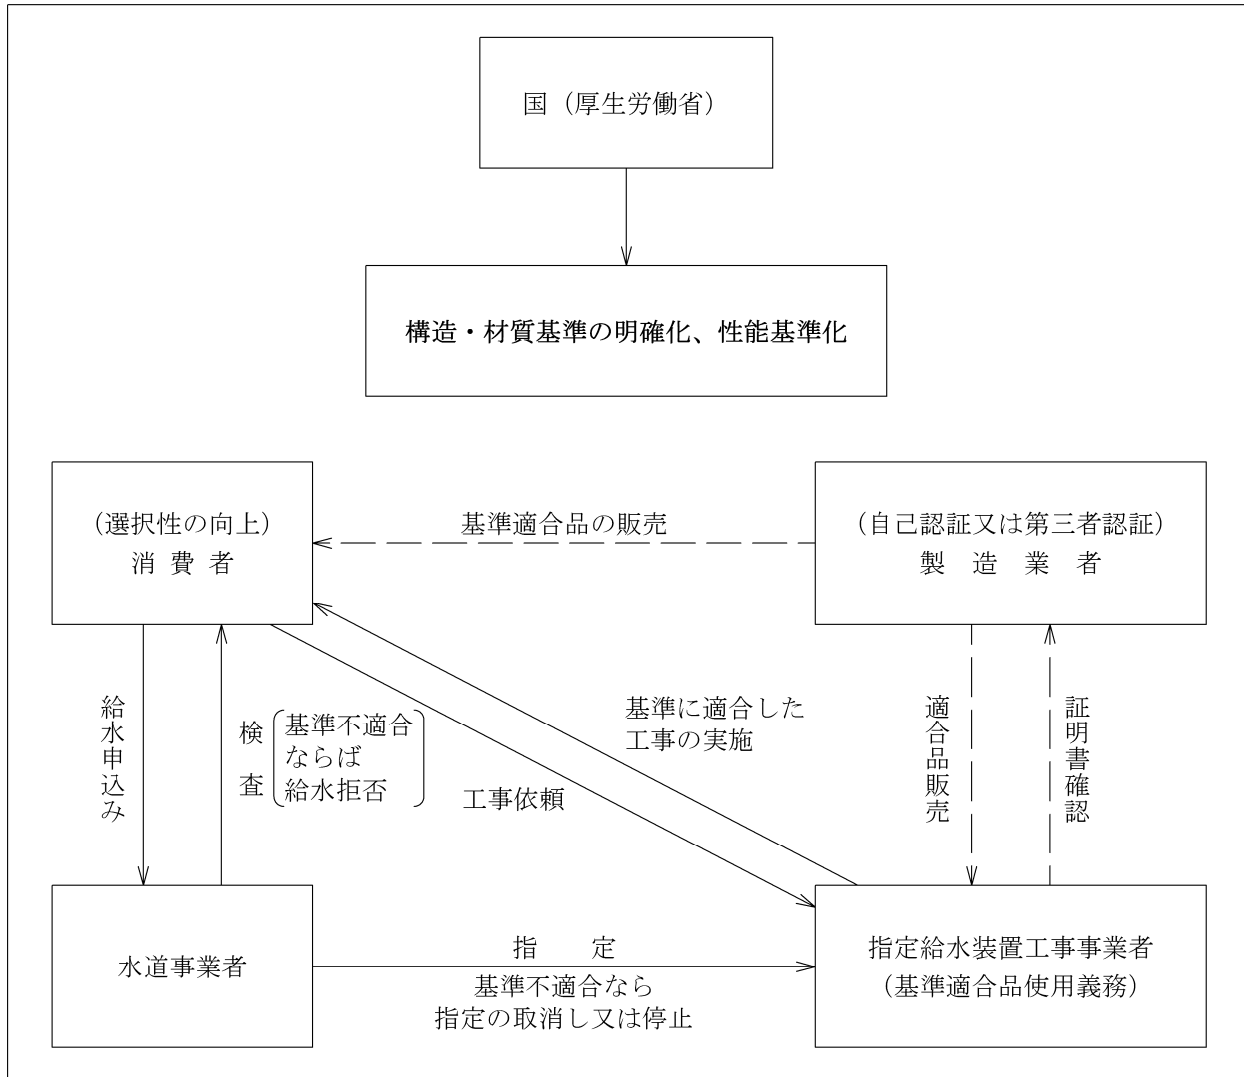 国（厚生労働省）
構造・材質基準の明確化、性能基準化
（選択性の向上）
消費者
基準適合品の販売
（自己認証又は第三者認証）
製造業者
給水申込み
検査
基準不適合
ならば
給水拒否
工事依頼
基準に適合した
工事の実施
適合品販売
証明書確認
水道事業者
指定
基準不適合なら
指定の取消し又は停止
指定給水装置工事事業者
（基準適合品使用義務）